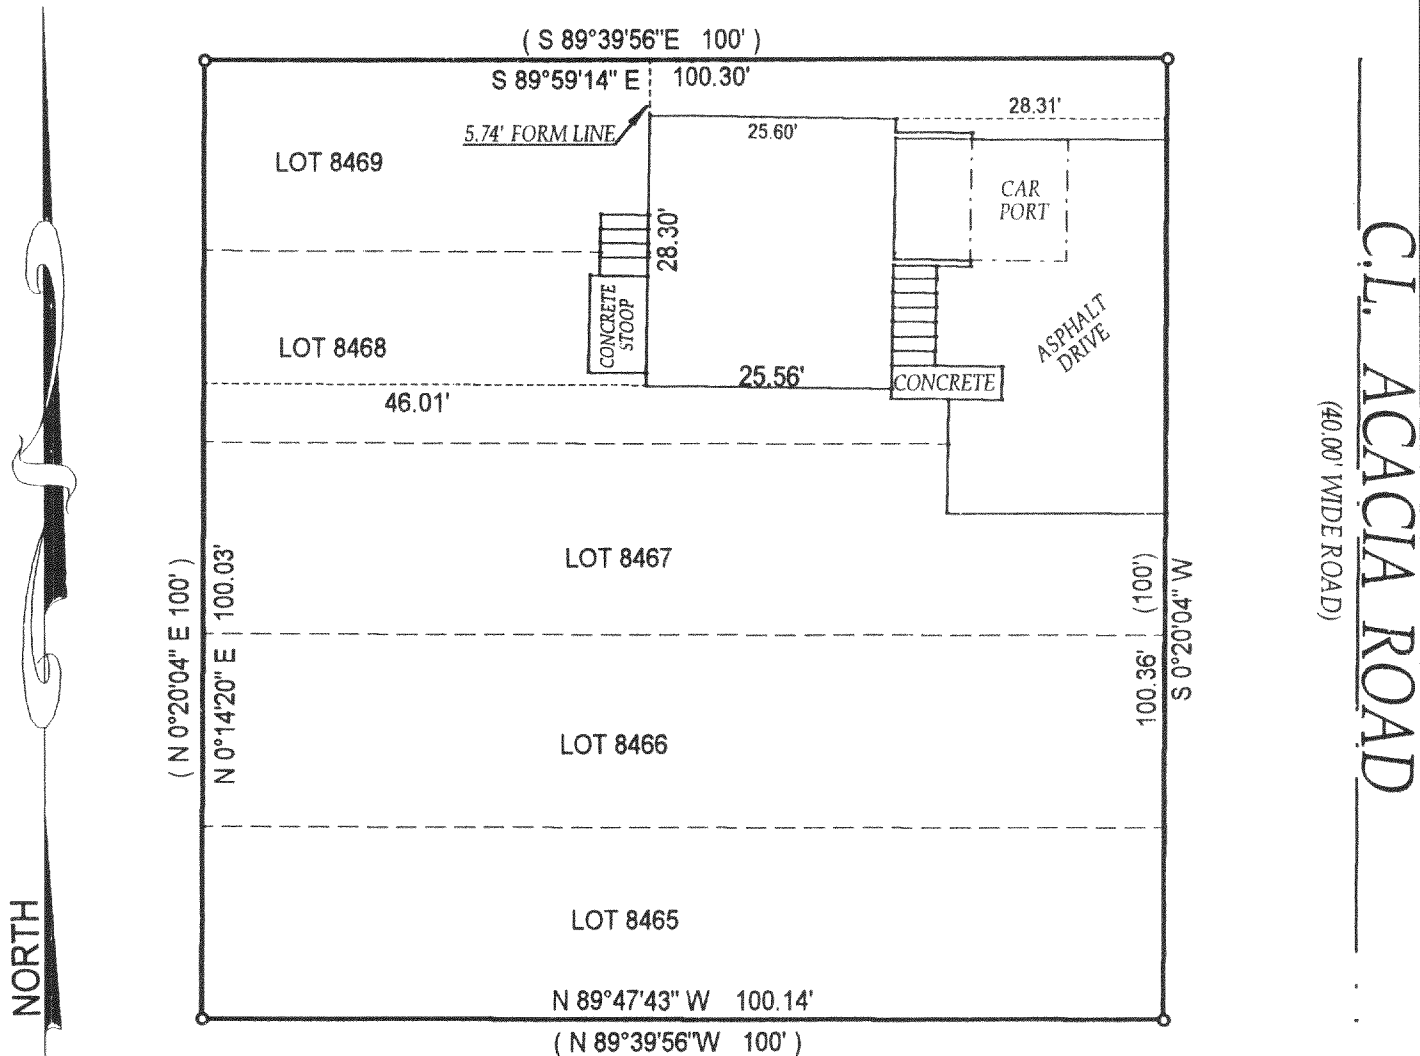 ( S 89°39'56"E 100' )
S 89°59'14" E 100.30'
28.31'
5.74' FORM LINE
25.60'
LOT 8469
CAR
PORT
28.30'
CONCRETE
STOOP
LOT 8468
ASPHALT
DRIVE
25.56'
CONCRETE
46.01'
C.L. ACACIA ROAD
(40.00' WIDE ROAD)
LOT 8467
( N 0°20'04" E 100' )
N 0°14'20" E 100.03'
(100')
100.36'
S 0°20'04" W
LOT 8466
LOT 8465
NORTH
N 89°47'43" W 100.14'
( N 89°39'56"W 100' )